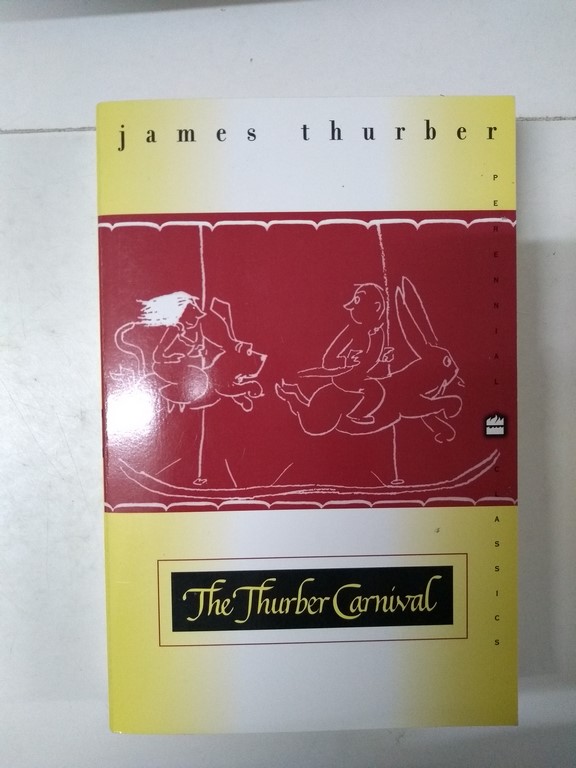 james thurber
PERENNIAL CLASSICS
The Thurber Carnival